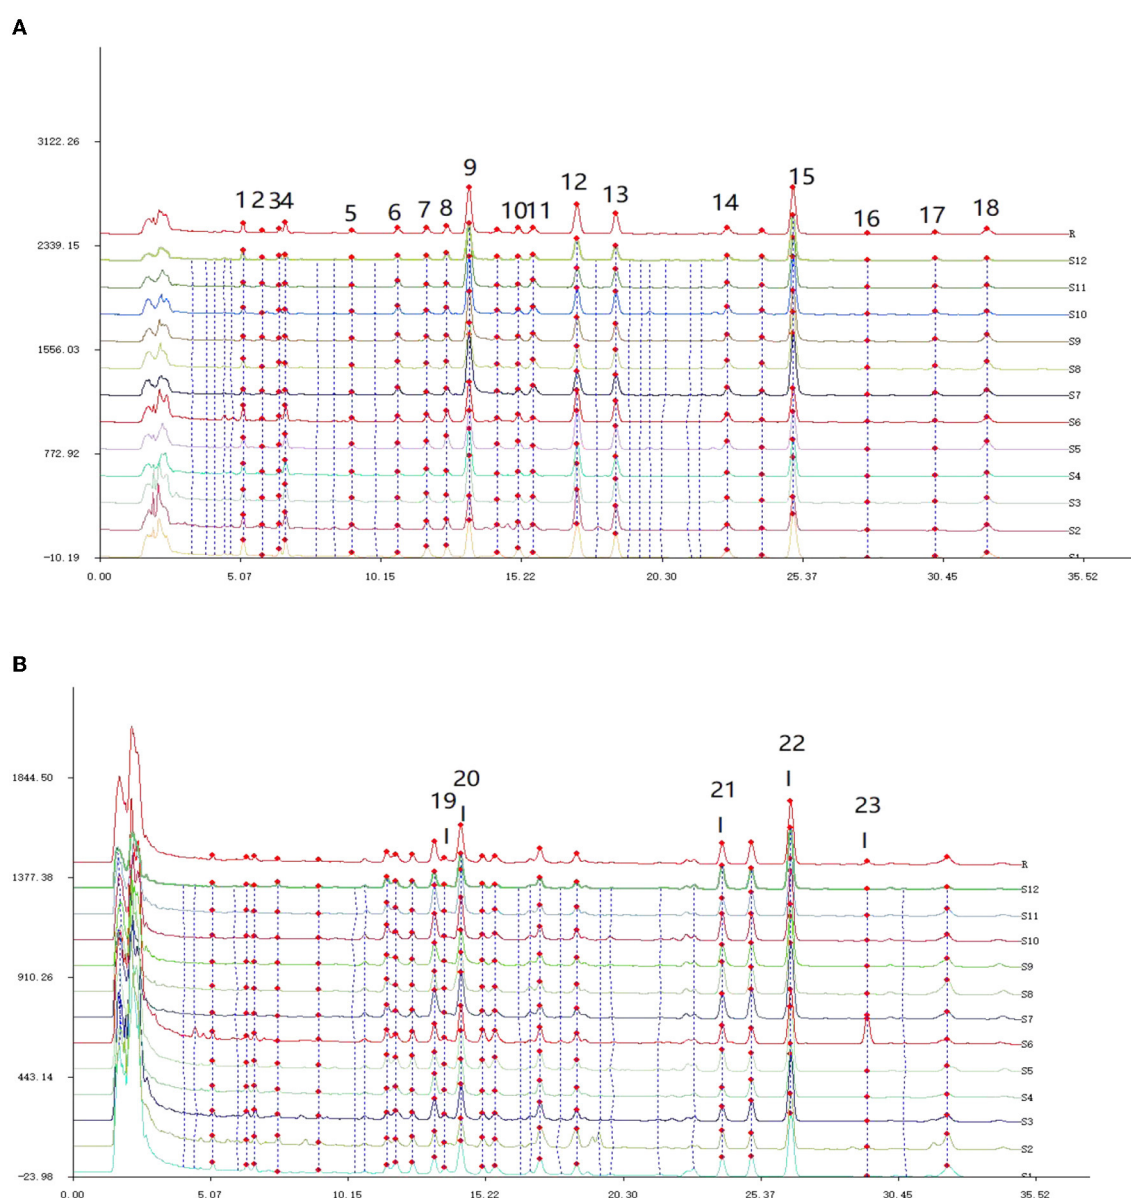 A
3122.26
2339.15
1556.03
772.92
-10.19
1 2 3 4 5 6 7 8 9 10 11 12 13 14 15 16 17 18
R
S12
S11
S10
S9
S8
S7
S6
S5
S4
S3
S2
S1
0.00 5.07 10.15 15.22 20.30 25.37 30.45 35.52
B
1844.50
1377.38
910.26
443.14
-23.98
19 20 21 22 23
R
S12
S11
S10
S9
S8
S7
S6
S5
S4
S3
S2
S1
0.00 5.07 10.15 15.22 20.30 25.37 30.45 35.52